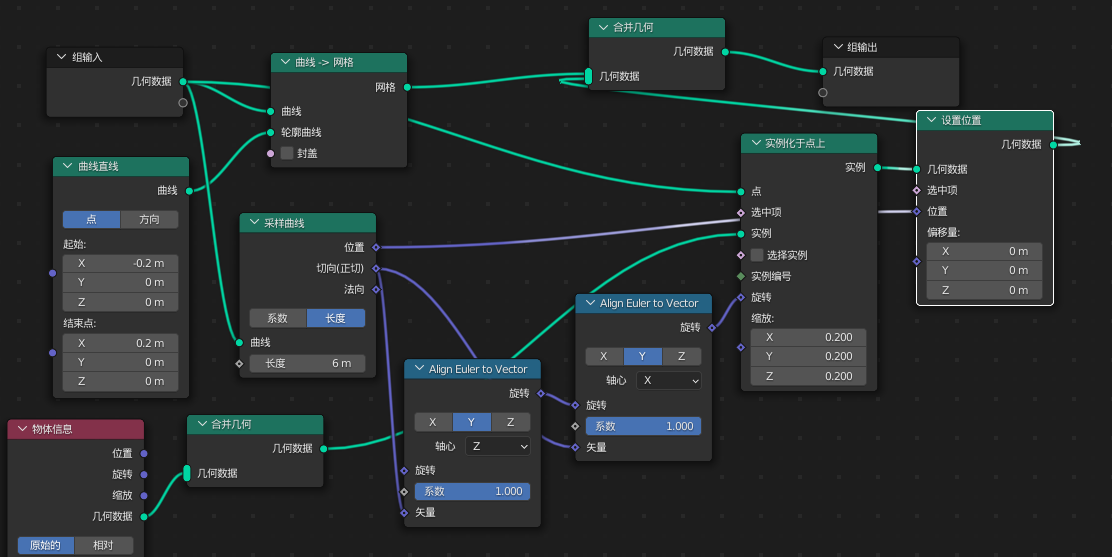 组输入
几何数据
曲线 -> 网格
网格
曲线
轮廓曲线
封盖
合并几何
几何数据
几何数据
组输出
几何数据
设置位置
几何数据
几何数据
选中项
位置
偏移量:
X 0 m
Y 0 m
Z 0 m
实例化于点上
实例
点
选中项
实例
选择实例
实例编号
旋转
缩放:
X 0.200
Y 0.200
Z 0.200
曲线直线
曲线
点 方向
起始:
X -0.2 m
Y 0 m
Z 0 m
结束点:
X 0.2 m
Y 0 m
Z 0 m
采样曲线
位置
切向(正切)
法向
系数 长度
曲线
长度 6 m
Align Euler to Vector
旋转
X Y Z
轴心 X
旋转
系数 1.000
矢量
Align Euler to Vector
旋转
X Y Z
轴心 Z
旋转
系数 1.000
矢量
物体信息
位置
旋转
缩放
几何数据
原始的 相对
合并几何
几何数据
几何数据